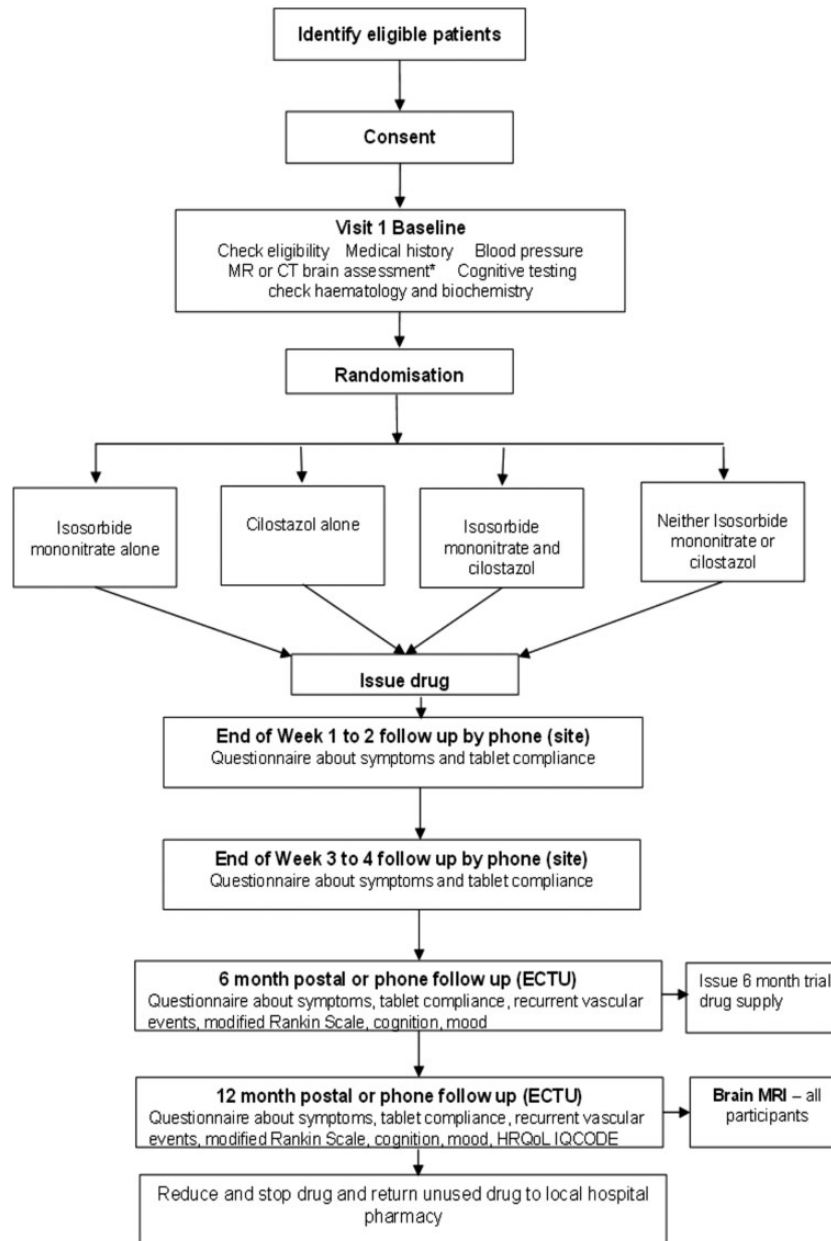 Identify eligible patients
Consent
Visit 1 Baseline
Check eligibility Medical history Blood pressure
MR or CT brain assessment* Cognitive testing
check haematology and biochemistry
Randomisation
Isosorbide
mononitrate alone
Cilostazol alone
Isosorbide
mononitrate and
cilostazol
Neither Isosorbide
mononitrate or
cilostazol
Issue drug
End of Week 1 to 2 follow up by phone (site)
Questionnaire about symptoms and tablet compliance
End of Week 3 to 4 follow up by phone (site)
Questionnaire about symptoms and tablet compliance
6 month postal or phone follow up (ECTU)
Questionnaire about symptoms, tablet compliance, recurrent vascular
events, modified Rankin Scale, cognition, mood
Issue 6 month trial
drug supply
12 month postal or phone follow up (ECTU)
Questionnaire about symptoms, tablet compliance, recurrent vascular
events, modified Rankin Scale, cognition, mood, HRQoL IQCODE
Brain MRI – all
participants
Reduce and stop drug and return unused drug to local hospital
pharmacy